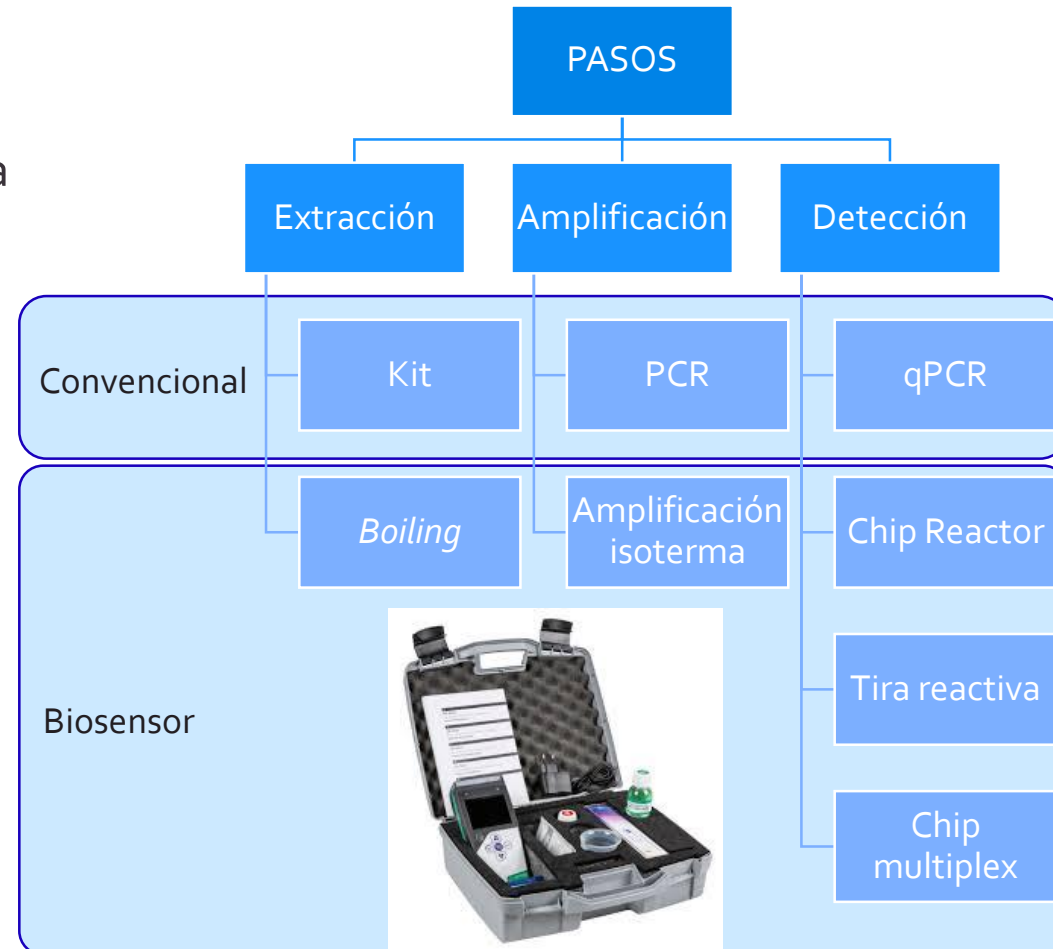 PASOS
a
Extracción
Amplificación
Detección
Convencional
Kit
PCR
qPCR
Biosensor
Boiling
Amplificación
isoterma
Chip Reactor
Tira reactiva
Chip
multiplex